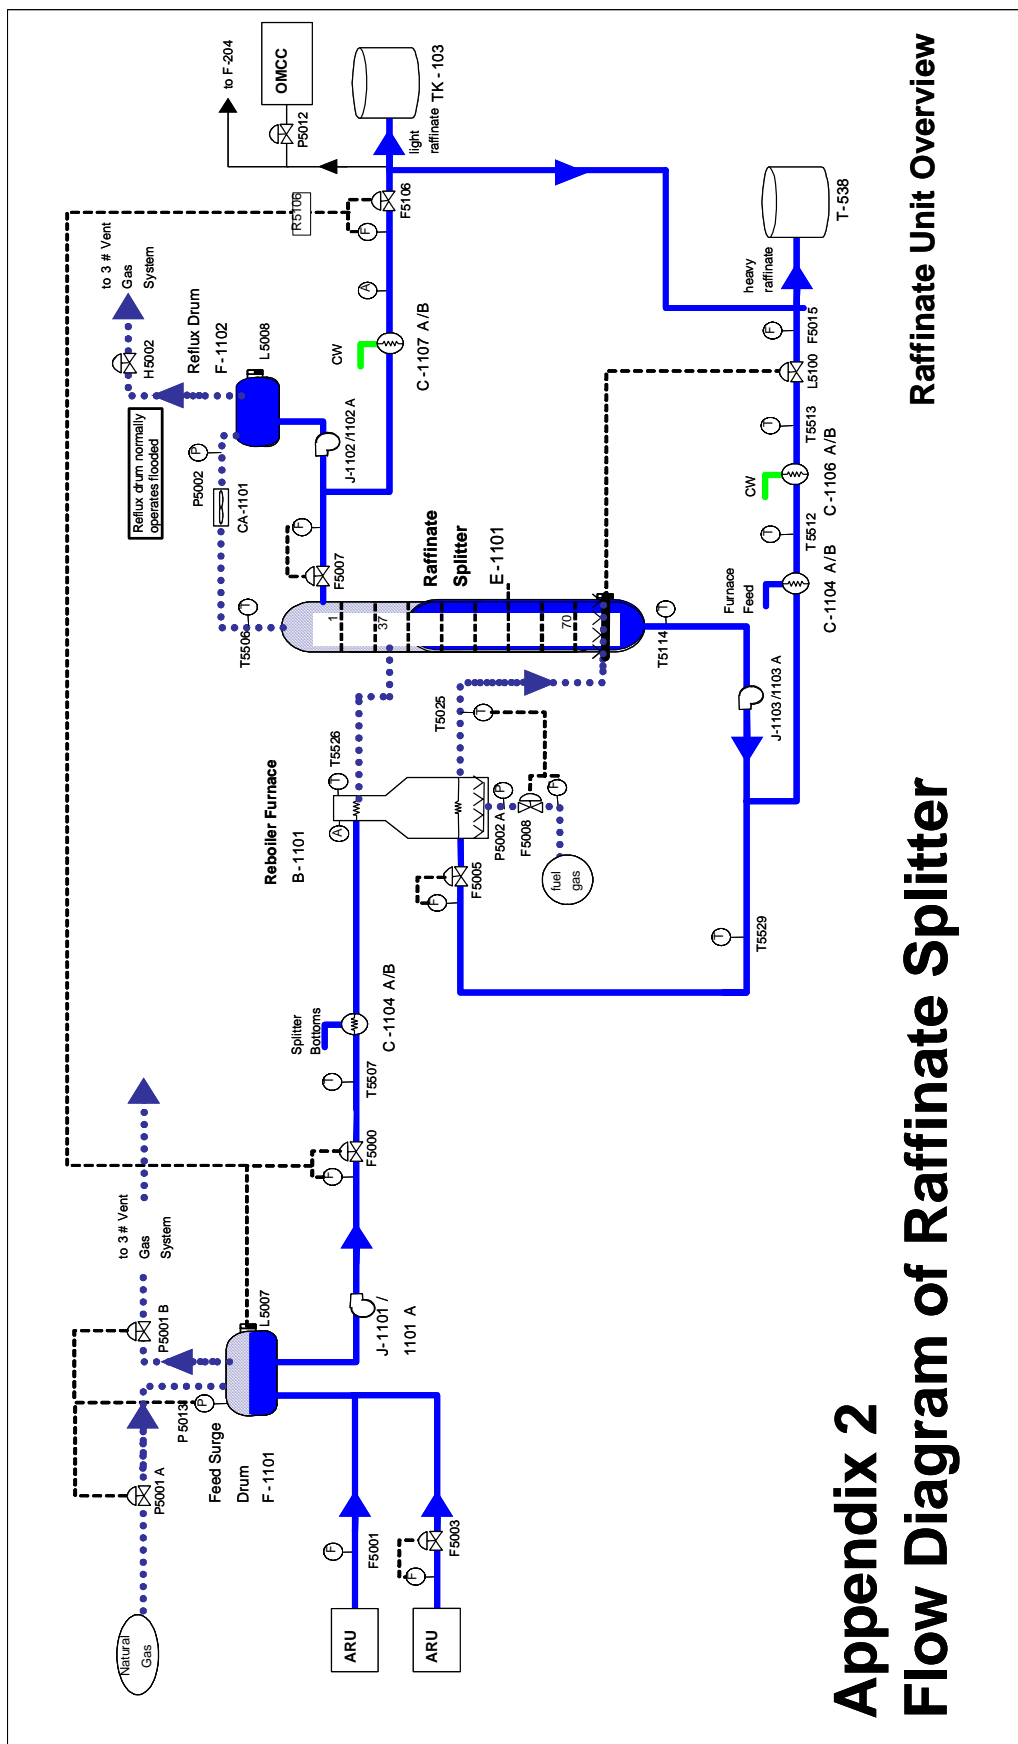 Natural
Gas
P5001 A
P5001 B
to 3 # Vent
Gas
System
P5013
P
Feed Surge
Drum
F-1101
L5007
ARU
F
F5001
ARU
F
F5003
J-1101 /
1101 A
F
F5000
T
T5507
Splitter
Bottoms
C-1104 A/B
Reboiler Furnace
B-1101
A
T
T5526
F
F5005
T
T5025
P
P5002 A
F5008
F
fuel
gas
T
T5529
T5506
T
1
37
70
Raffinate
Splitter
E-1101
T
T5114
F5007
F
CA-1101
P5002
P
Reflux drum normally
operates flooded
H5002
to 3 # Vent
Gas
System
Reflux Drum
F-1102
L5008
J-1102 /1102 A
CW
C-1107 A/B
A
F
R5106
F5106
to F-204
OMCC
P5012
light
raffinate
TK-103
J-1103 /1103 A
Furnace
Feed
C-1104 A/B
T
T5512
CW
C-1106 A/B
T
T5513
L5100
F
F5015
heavy
raffinate
T-538
Raffinate Unit Overview
Appendix 2
Flow Diagram of Raffinate Splitter